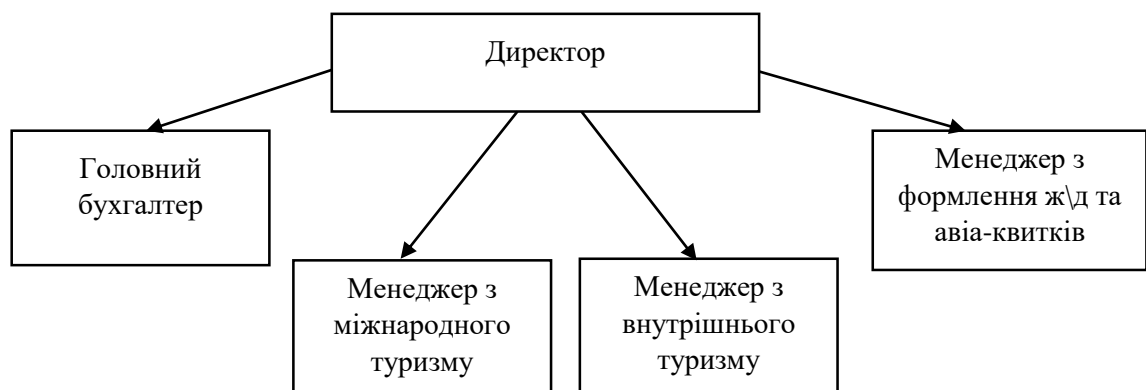 Директор
Головний
бухгалтер
Менеджер з
формлення ж\д та
авіа-квитків
Менеджер з
міжнародного
туризму
Менеджер з
внутрішнього
туризму